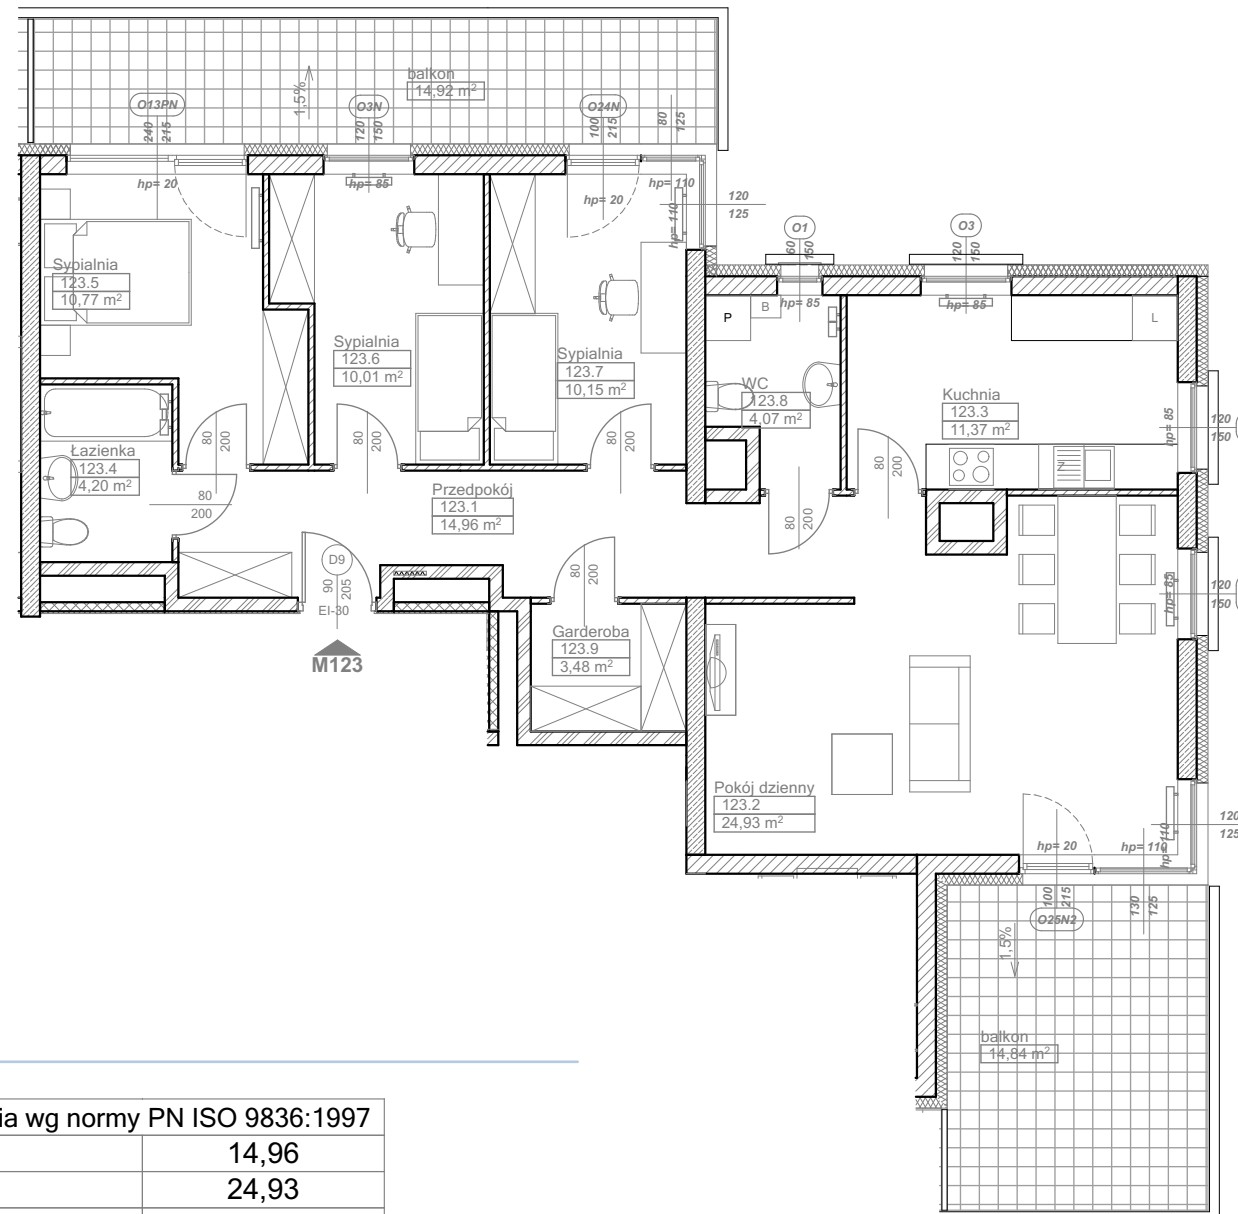 balkon
14,92 m²
1,5%
O13PN
240
215
O3N
120
150
O24N
100
215
80
125
hp= 20
hp= 85
hp= 20
hp= 110
hp= 110
120
125
O1
60
150
O3
120
150
hp= 85
hp= 85
Sypialnia
123.5
10,77 m²
Sypialnia
123.6
10,01 m²
Sypialnia
123.7
10,15 m²
P
B
L
WC
123.8
4,07 m²
Kuchnia
123.3
11,37 m²
hp= 85
120
150
Łazienka
123.4
4,20 m²
80
200
80
200
80
200
80
200
80
200
80
200
Z
Przedpokój
123.1
14,96 m²
D9
90
205
EI-30
M123
80
200
Garderoba
123.9
3,48 m²
hp= 85
120
150
Pokój dzienny
123.2
24,93 m²
hp= 20
hp= 110
hp= 110
120
125
100
215
O25N2
130
125
1,5%
balkon
14,84 m²
ia wg normy PN ISO 9836:1997
14,96
24,93